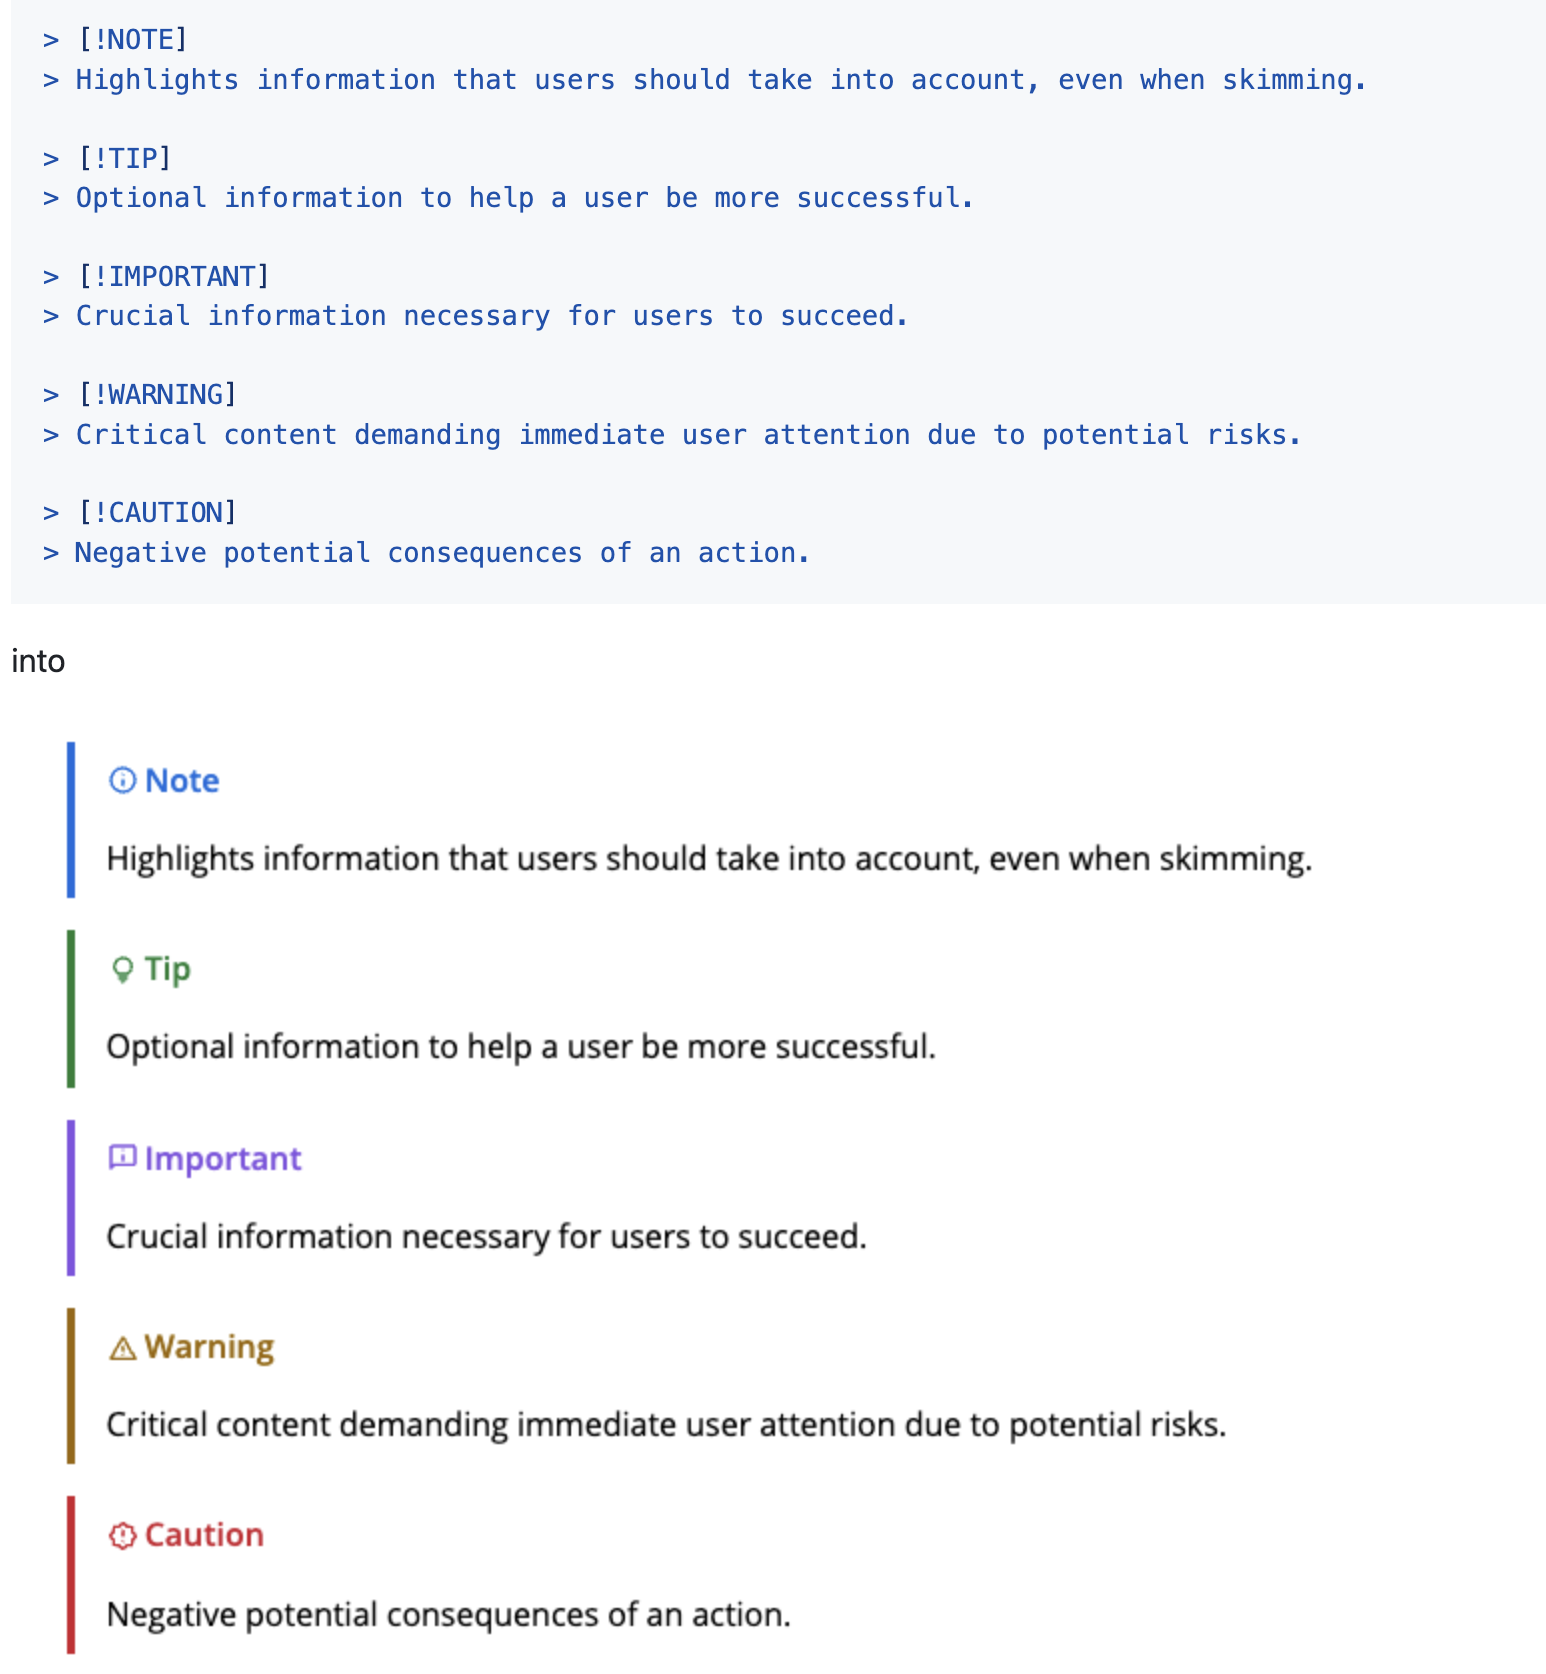 > [!NOTE]
> Highlights information that users should take into account, even when skimming.
> [!TIP]
> Optional information to help a user be more successful.
> [!IMPORTANT]
> Crucial information necessary for users to succeed.
> [!WARNING]
> Critical content demanding immediate user attention due to potential risks.
> [!CAUTION]
> Negative potential consequences of an action.
into
Note
Highlights information that users should take into account, even when skimming.
Tip
Optional information to help a user be more successful.
Important
Crucial information necessary for users to succeed.
Warning
Critical content demanding immediate user attention due to potential risks.
Caution
Negative potential consequences of an action.